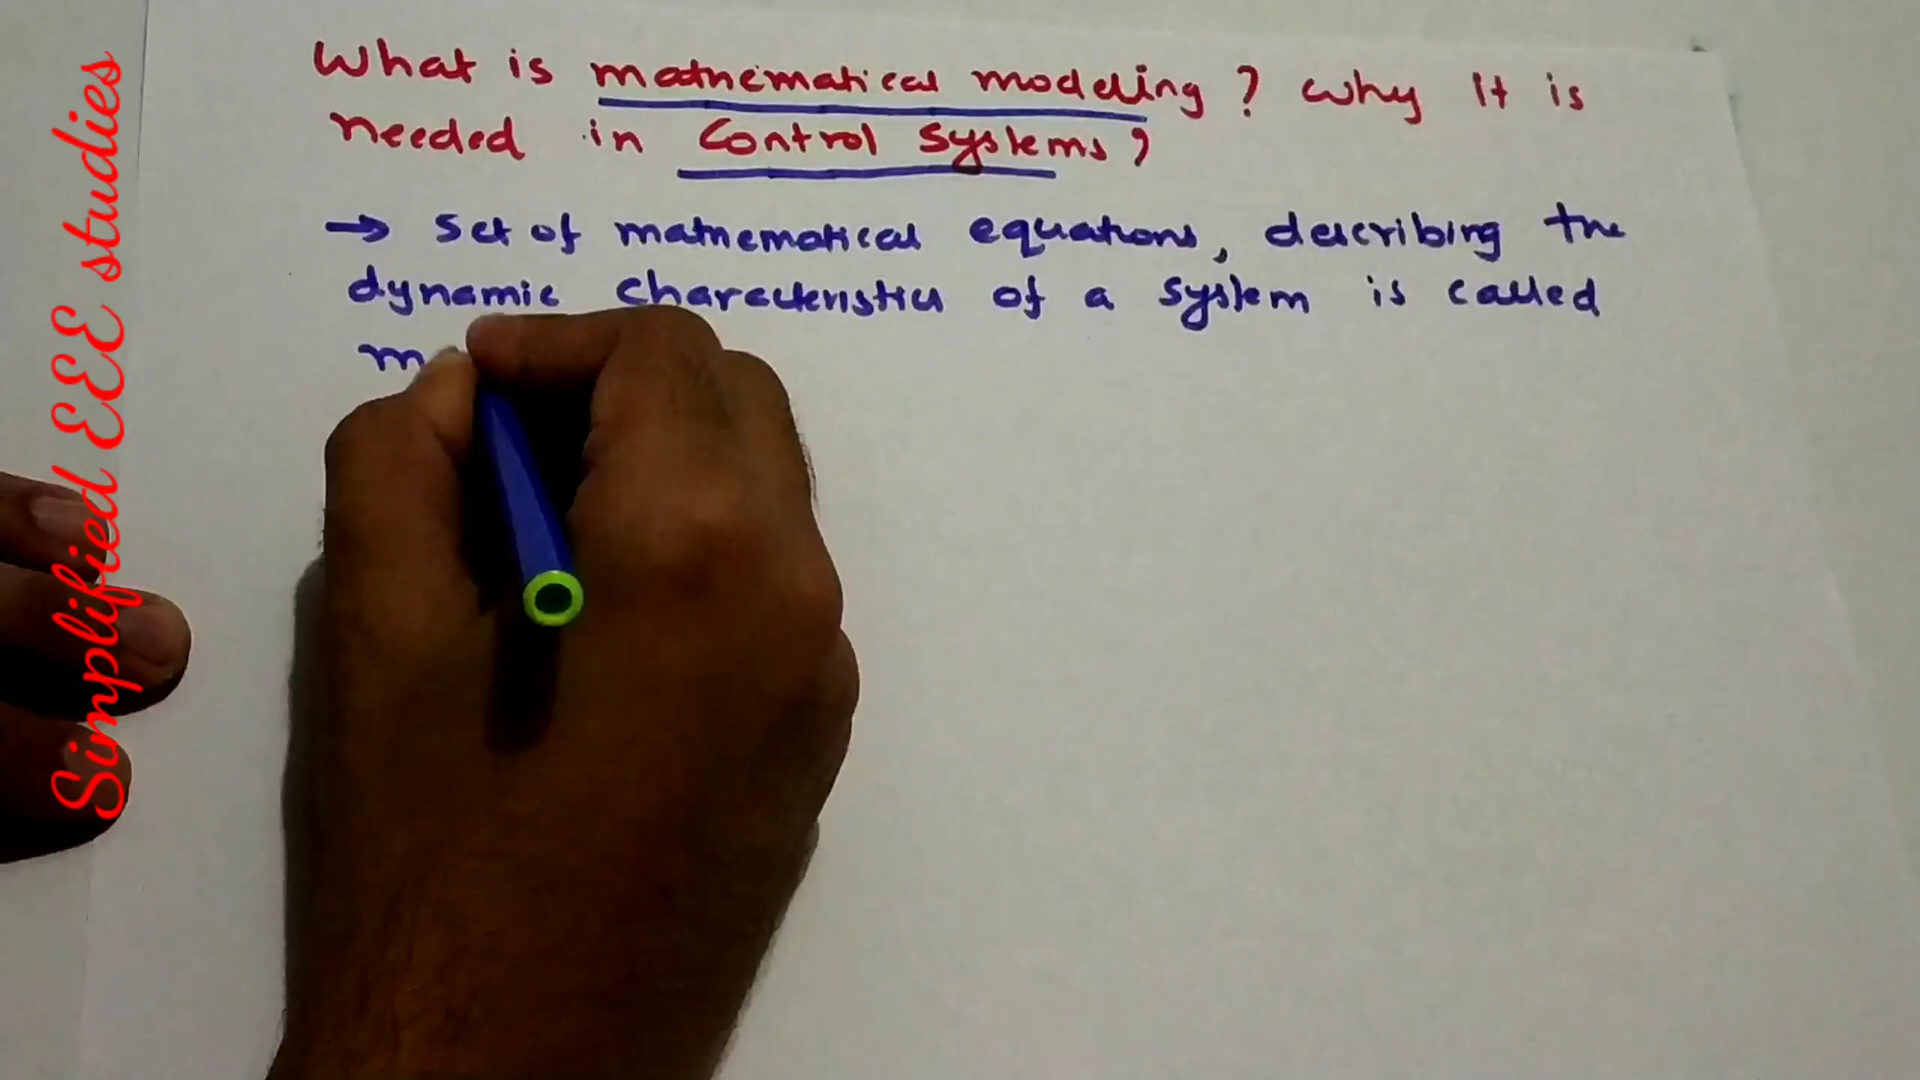 What is mathematical modeling ? Why It is
needed in Control Systems ?
→ Set of mathematical equations, describing the
dynamic characteristics of a system is called
Simplified EEE studies